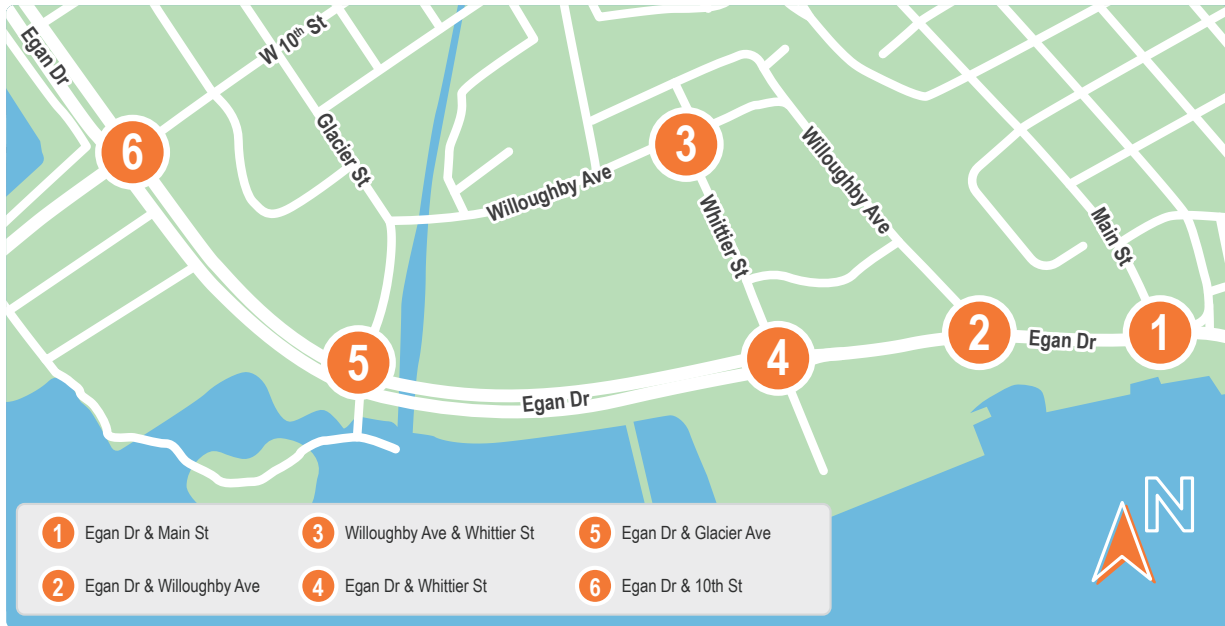 Egan Dr
W 10th St
Glacier St
Willoughby Ave
Whittier St
Willoughby Ave
Main St
Egan Dr
Egan Dr
6
3
2
1
5
4
N
1 Egan Dr & Main St
3 Willoughby Ave & Whittier St
5 Egan Dr & Glacier Ave
2 Egan Dr & Willoughby Ave
4 Egan Dr & Whittier St
6 Egan Dr & 10th St